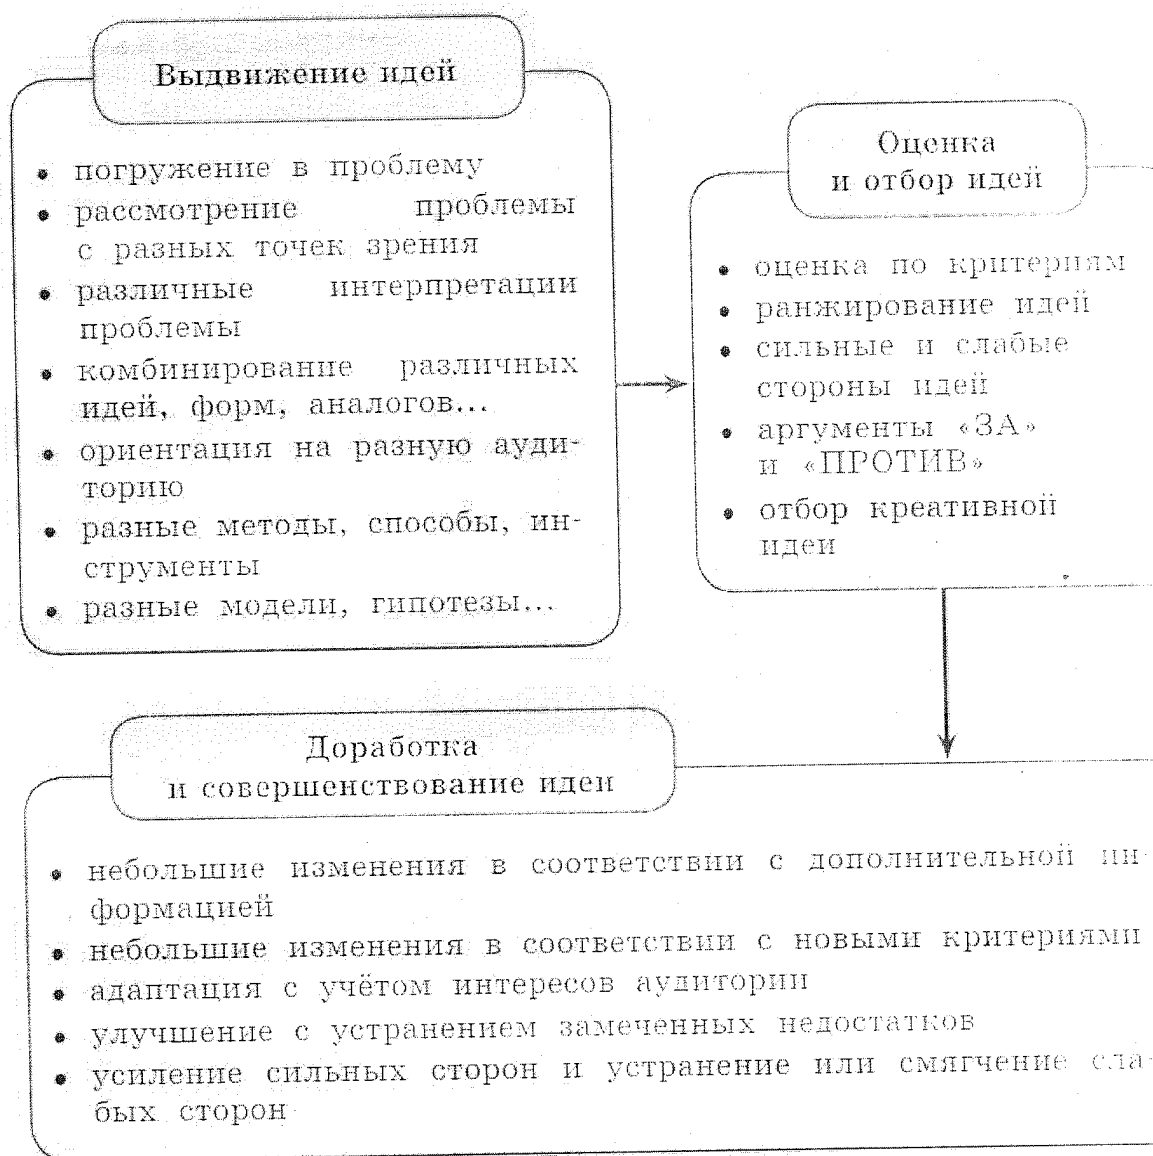 Выдвижение идей
• погружение в проблему
• рассмотрение проблемы
с разных точек зрения
• различные интерпретации
проблемы
• комбинирование различных
идей, форм, аналогов...
• ориентация на разную ауди-
торию
• разные методы, способы, ин-
струменты
• разные модели, гипотезы...
Оценка
и отбор идей
• оценка по критериям
• ранжирование идей
• сильные и слабые
стороны идей
• аргументы «ЗА»
и «ПРОТИВ»
• отбор креативной
идеи
Доработка
и совершенствование идеи
• небольшие изменения в соответствии с дополнительной ин-
формацией
• небольшие изменения в соответствии с новыми критериями
• адаптация с учётом интересов аудитории
• улучшение с устранением замеченных недостатков
• усиление сильных сторон и устранение или смягчение сла-
бых сторон